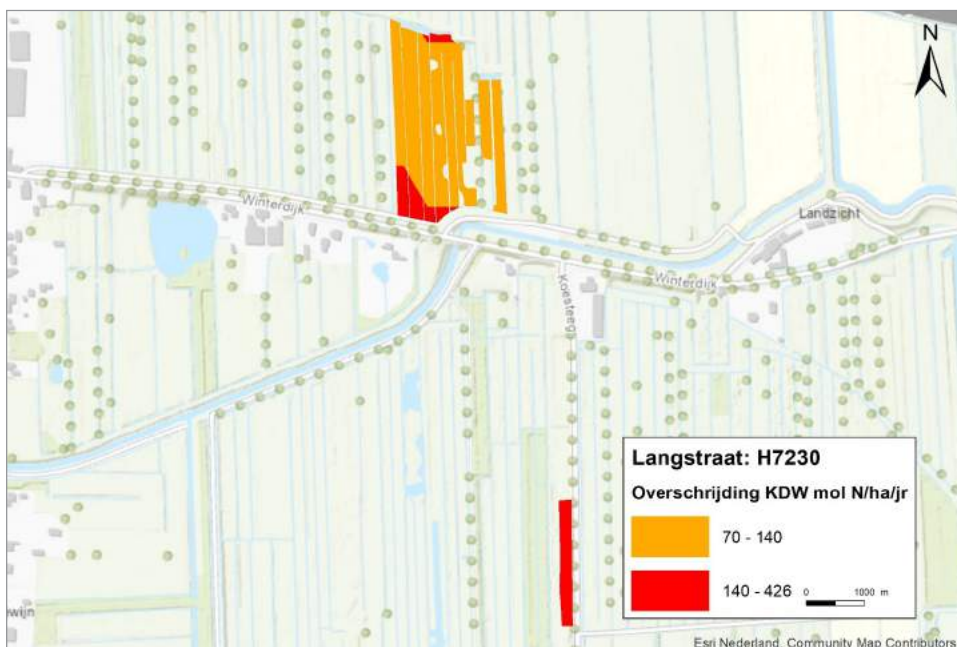 N
Winterdijk
Landzicht
Winterdijk
Koesteeg
ewijn
Langstraat: H7230
Overschrijding KDW mol N/ha/jr
70 - 140
140 - 426
0 1000 m
Esri Nederland, Community Map Contributors